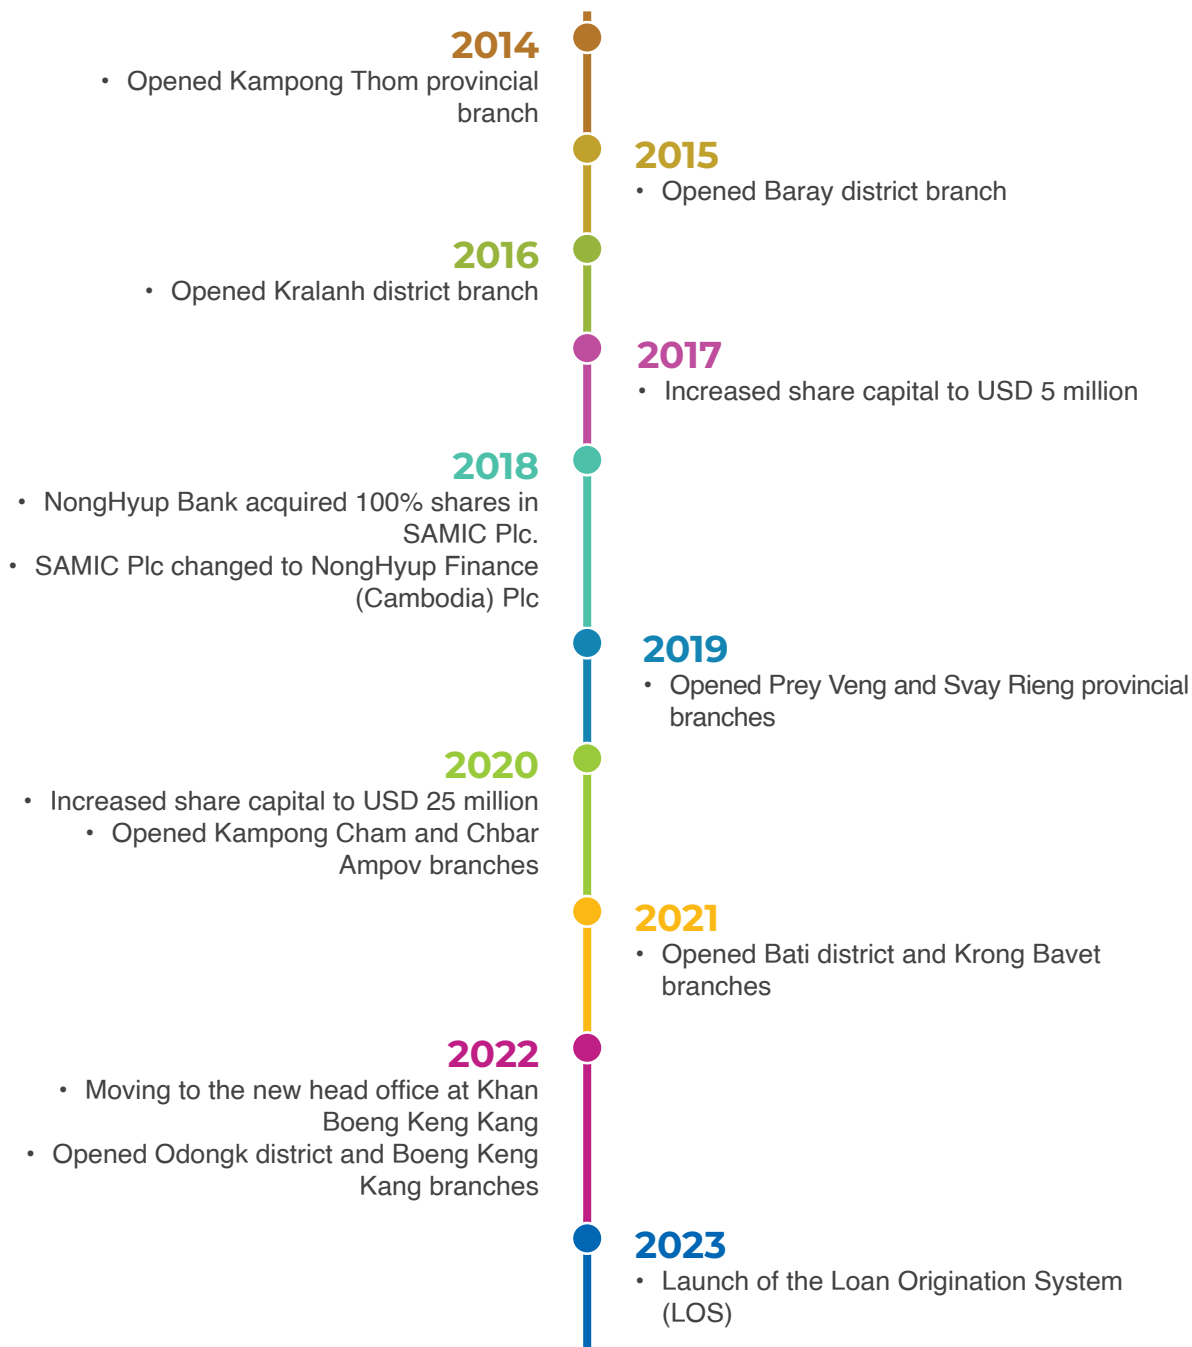 2014
• Opened Kampong Thom provincial
branch
2015
• Opened Baray district branch
2016
• Opened Kralanh district branch
2017
• Increased share capital to USD 5 million
2018
• NongHyup Bank acquired 100% shares in
SAMIC Plc.
• SAMIC Plc changed to NongHyup Finance
(Cambodia) Plc
2019
• Opened Prey Veng and Svay Rieng provincial
branches
2020
• Increased share capital to USD 25 million
• Opened Kampong Cham and Chbar
Ampov branches
2021
• Opened Bati district and Krong Bavet
branches
2022
• Moving to the new head office at Khan
Boeng Keng Kang
• Opened Odongk district and Boeng Keng
Kang branches
2023
• Launch of the Loan Origination System
(LOS)